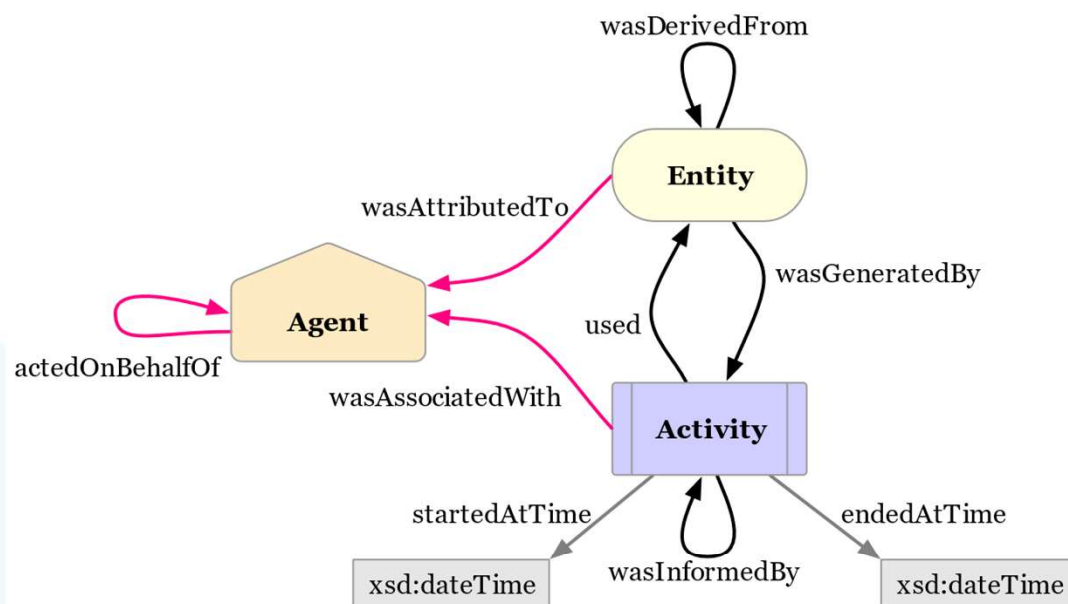 wasDerivedFrom
Entity
wasAttributedTo
wasGeneratedBy
Agent
used
actedOnBehalfOf
wasAssociatedWith
Activity
startedAtTime
endedAtTime
wasInformedBy
xsd:dateTime
xsd:dateTime